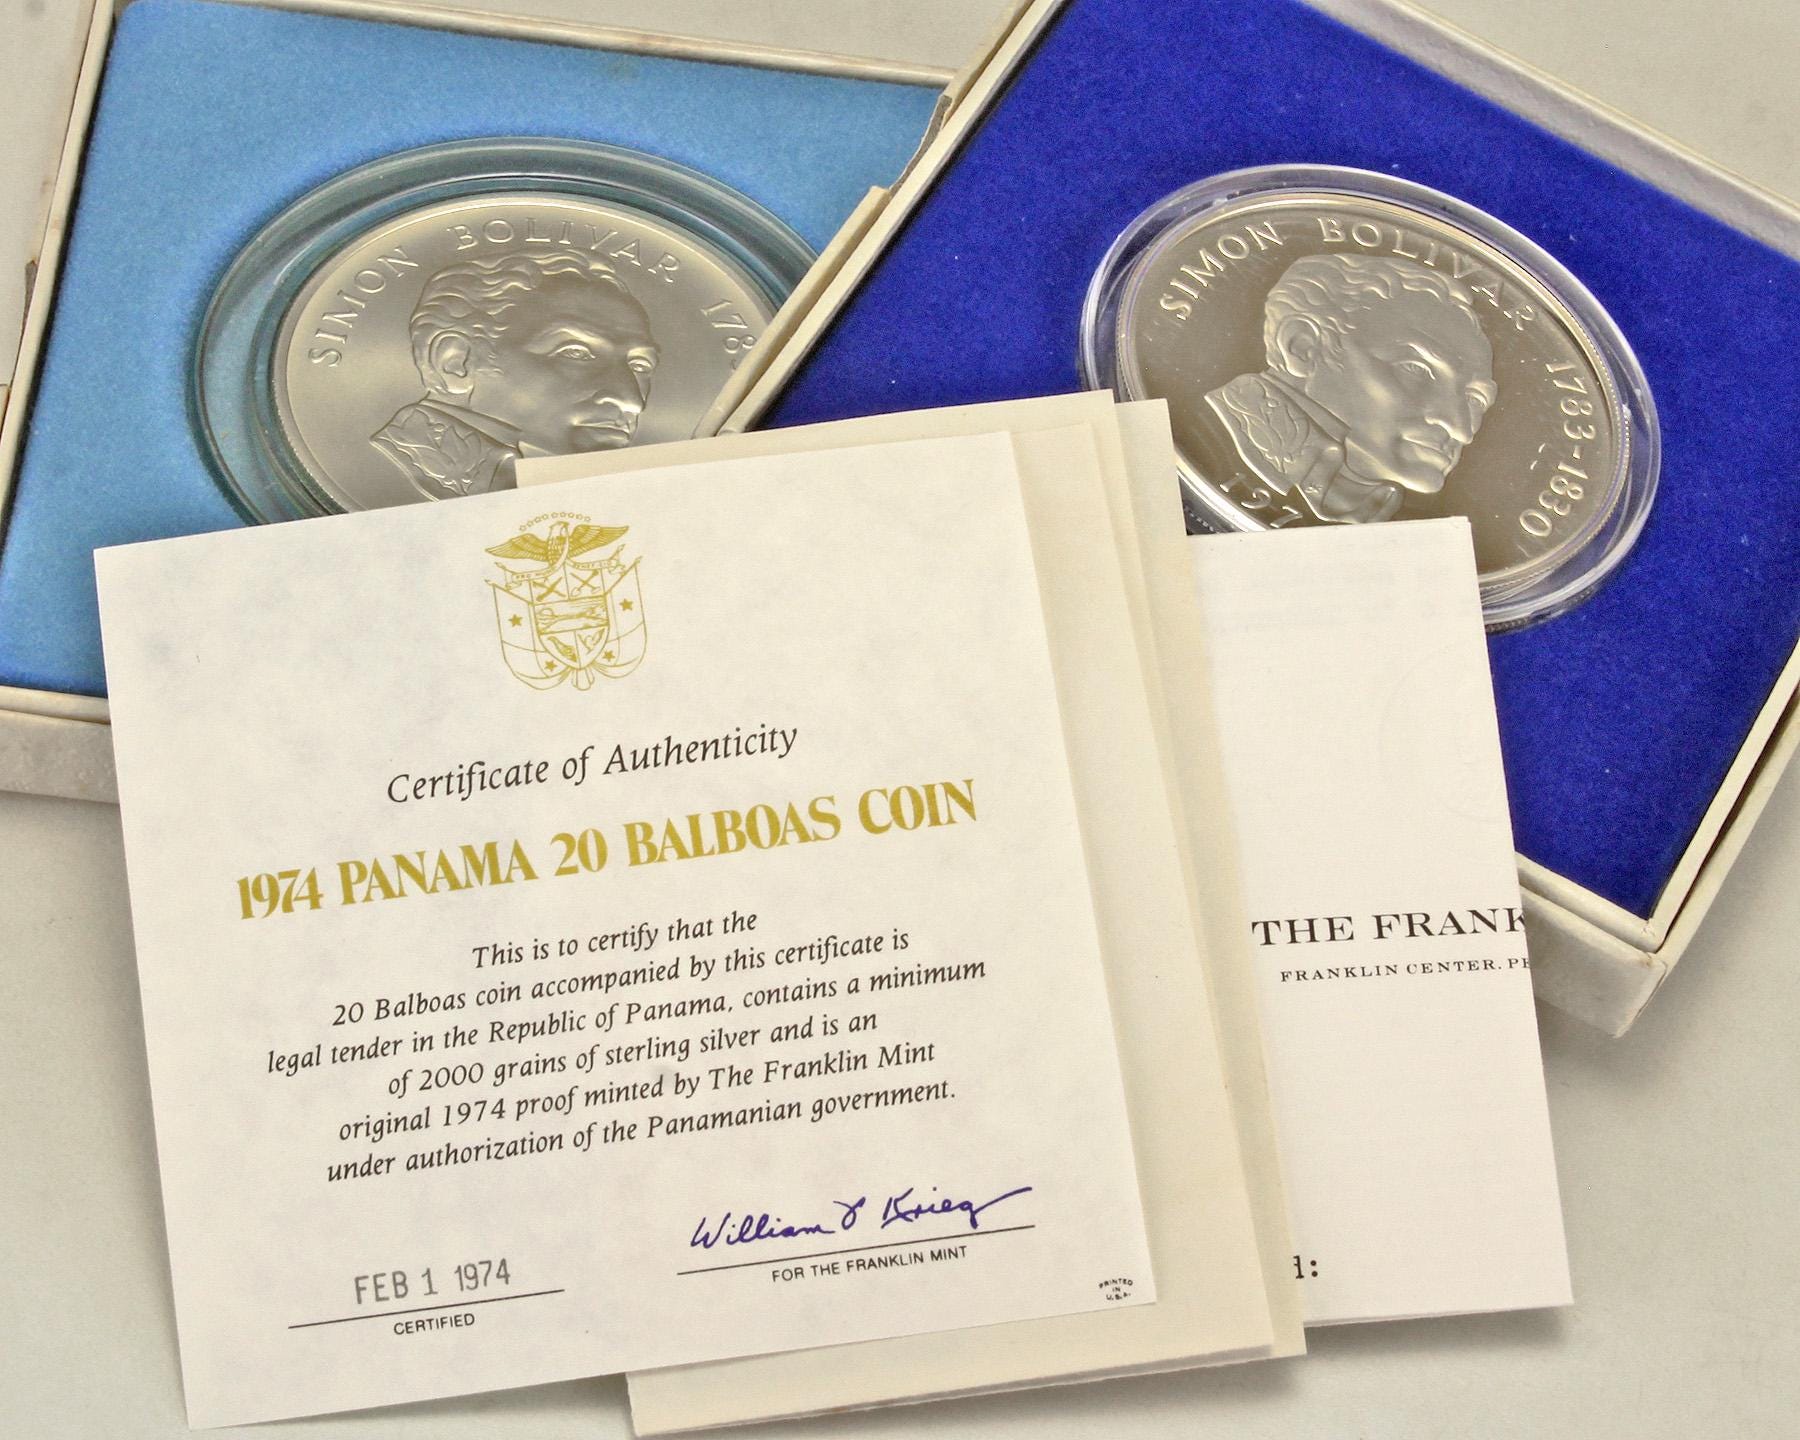 SIMON BOLIVAR 178
SIMON BOLIVAR 1783-1830
197
Certificate of Authenticity
1974 PANAMA 20 BALBOAS COIN
This is to certify that the
20 Balboas coin accompanied by this certificate is
legal tender in the Republic of Panama, contains a minimum
of 2000 grains of sterling silver and is an
original 1974 proof minted by The Franklin Mint
under authorization of the Panamanian government.
William F Krieg
FEB 1 1974
CERTIFIED
FOR THE FRANKLIN MINT
PRINTED
IN
U.S.A.
THE FRANK
FRANKLIN CENTER. PE
d: